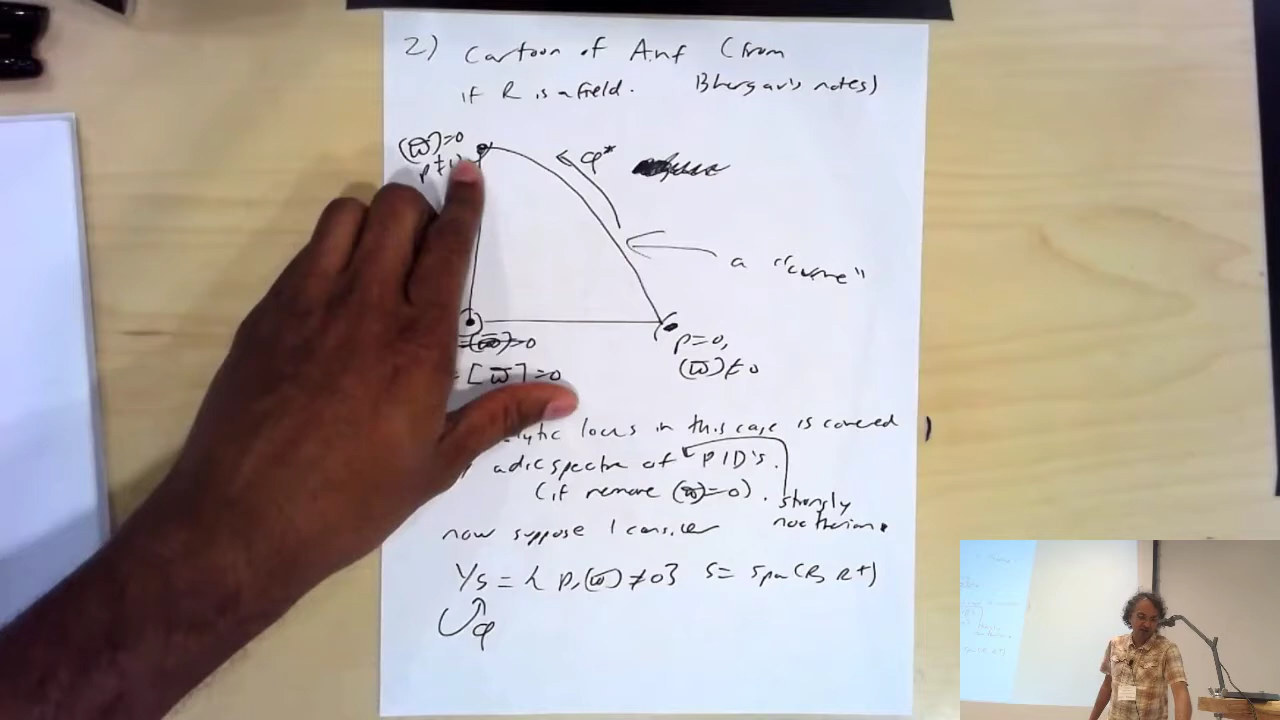 2) Cartoon of Ainf (from
if R is a field. Bhargav's notes)
[ϖ]=0
p≠
φ*
a "curve"
p=0,
[ϖ]≠0
= [ϖ]=0
locus in this case is covered
adic spectra of PID's.
(if remove [ϖ]=0). strongly
noetherian.
now suppose I consider
Y_S = { p,[ϖ] ≠ 0} S = Spa(R, R+)
φ